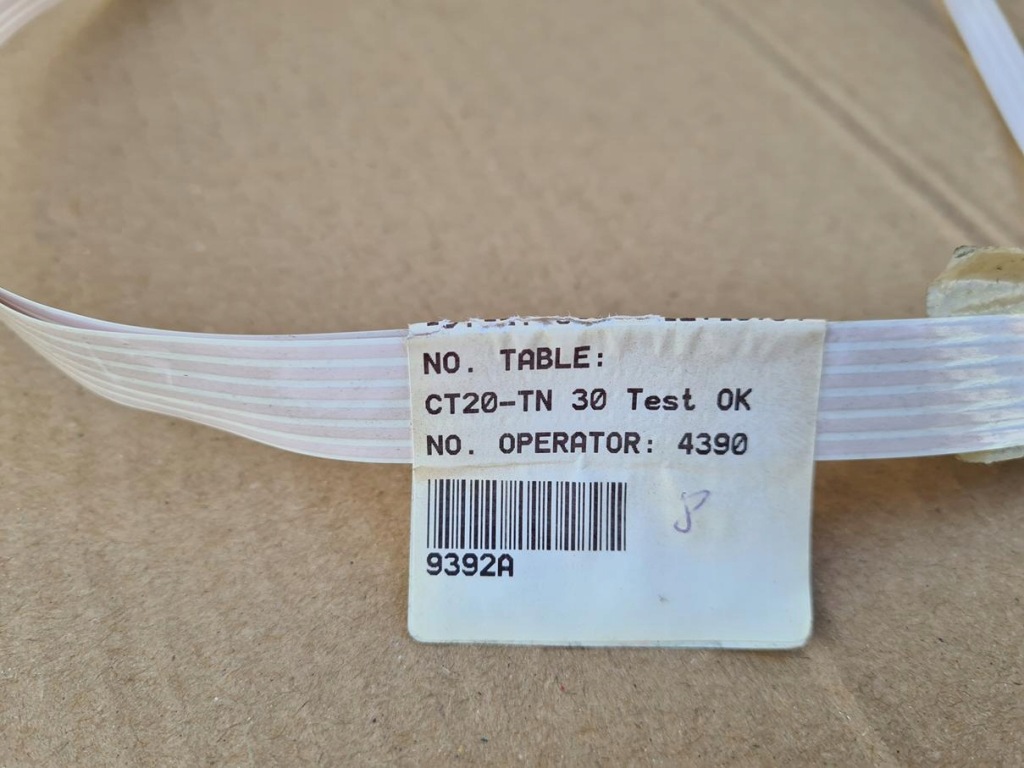 NO. TABLE:
CT20-TN 30 Test OK
NO. OPERATOR: 4390
9392A